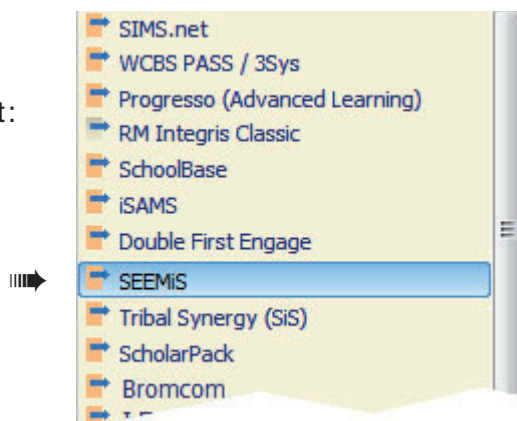 SIMS.net
WCBS PASS / 3Sys
Progresso (Advanced Learning)
t:
RM Integris Classic
SchoolBase
iSAMS
Double First Engage
SEEMiS
Tribal Synergy (SiS)
ScholarPack
Bromcom